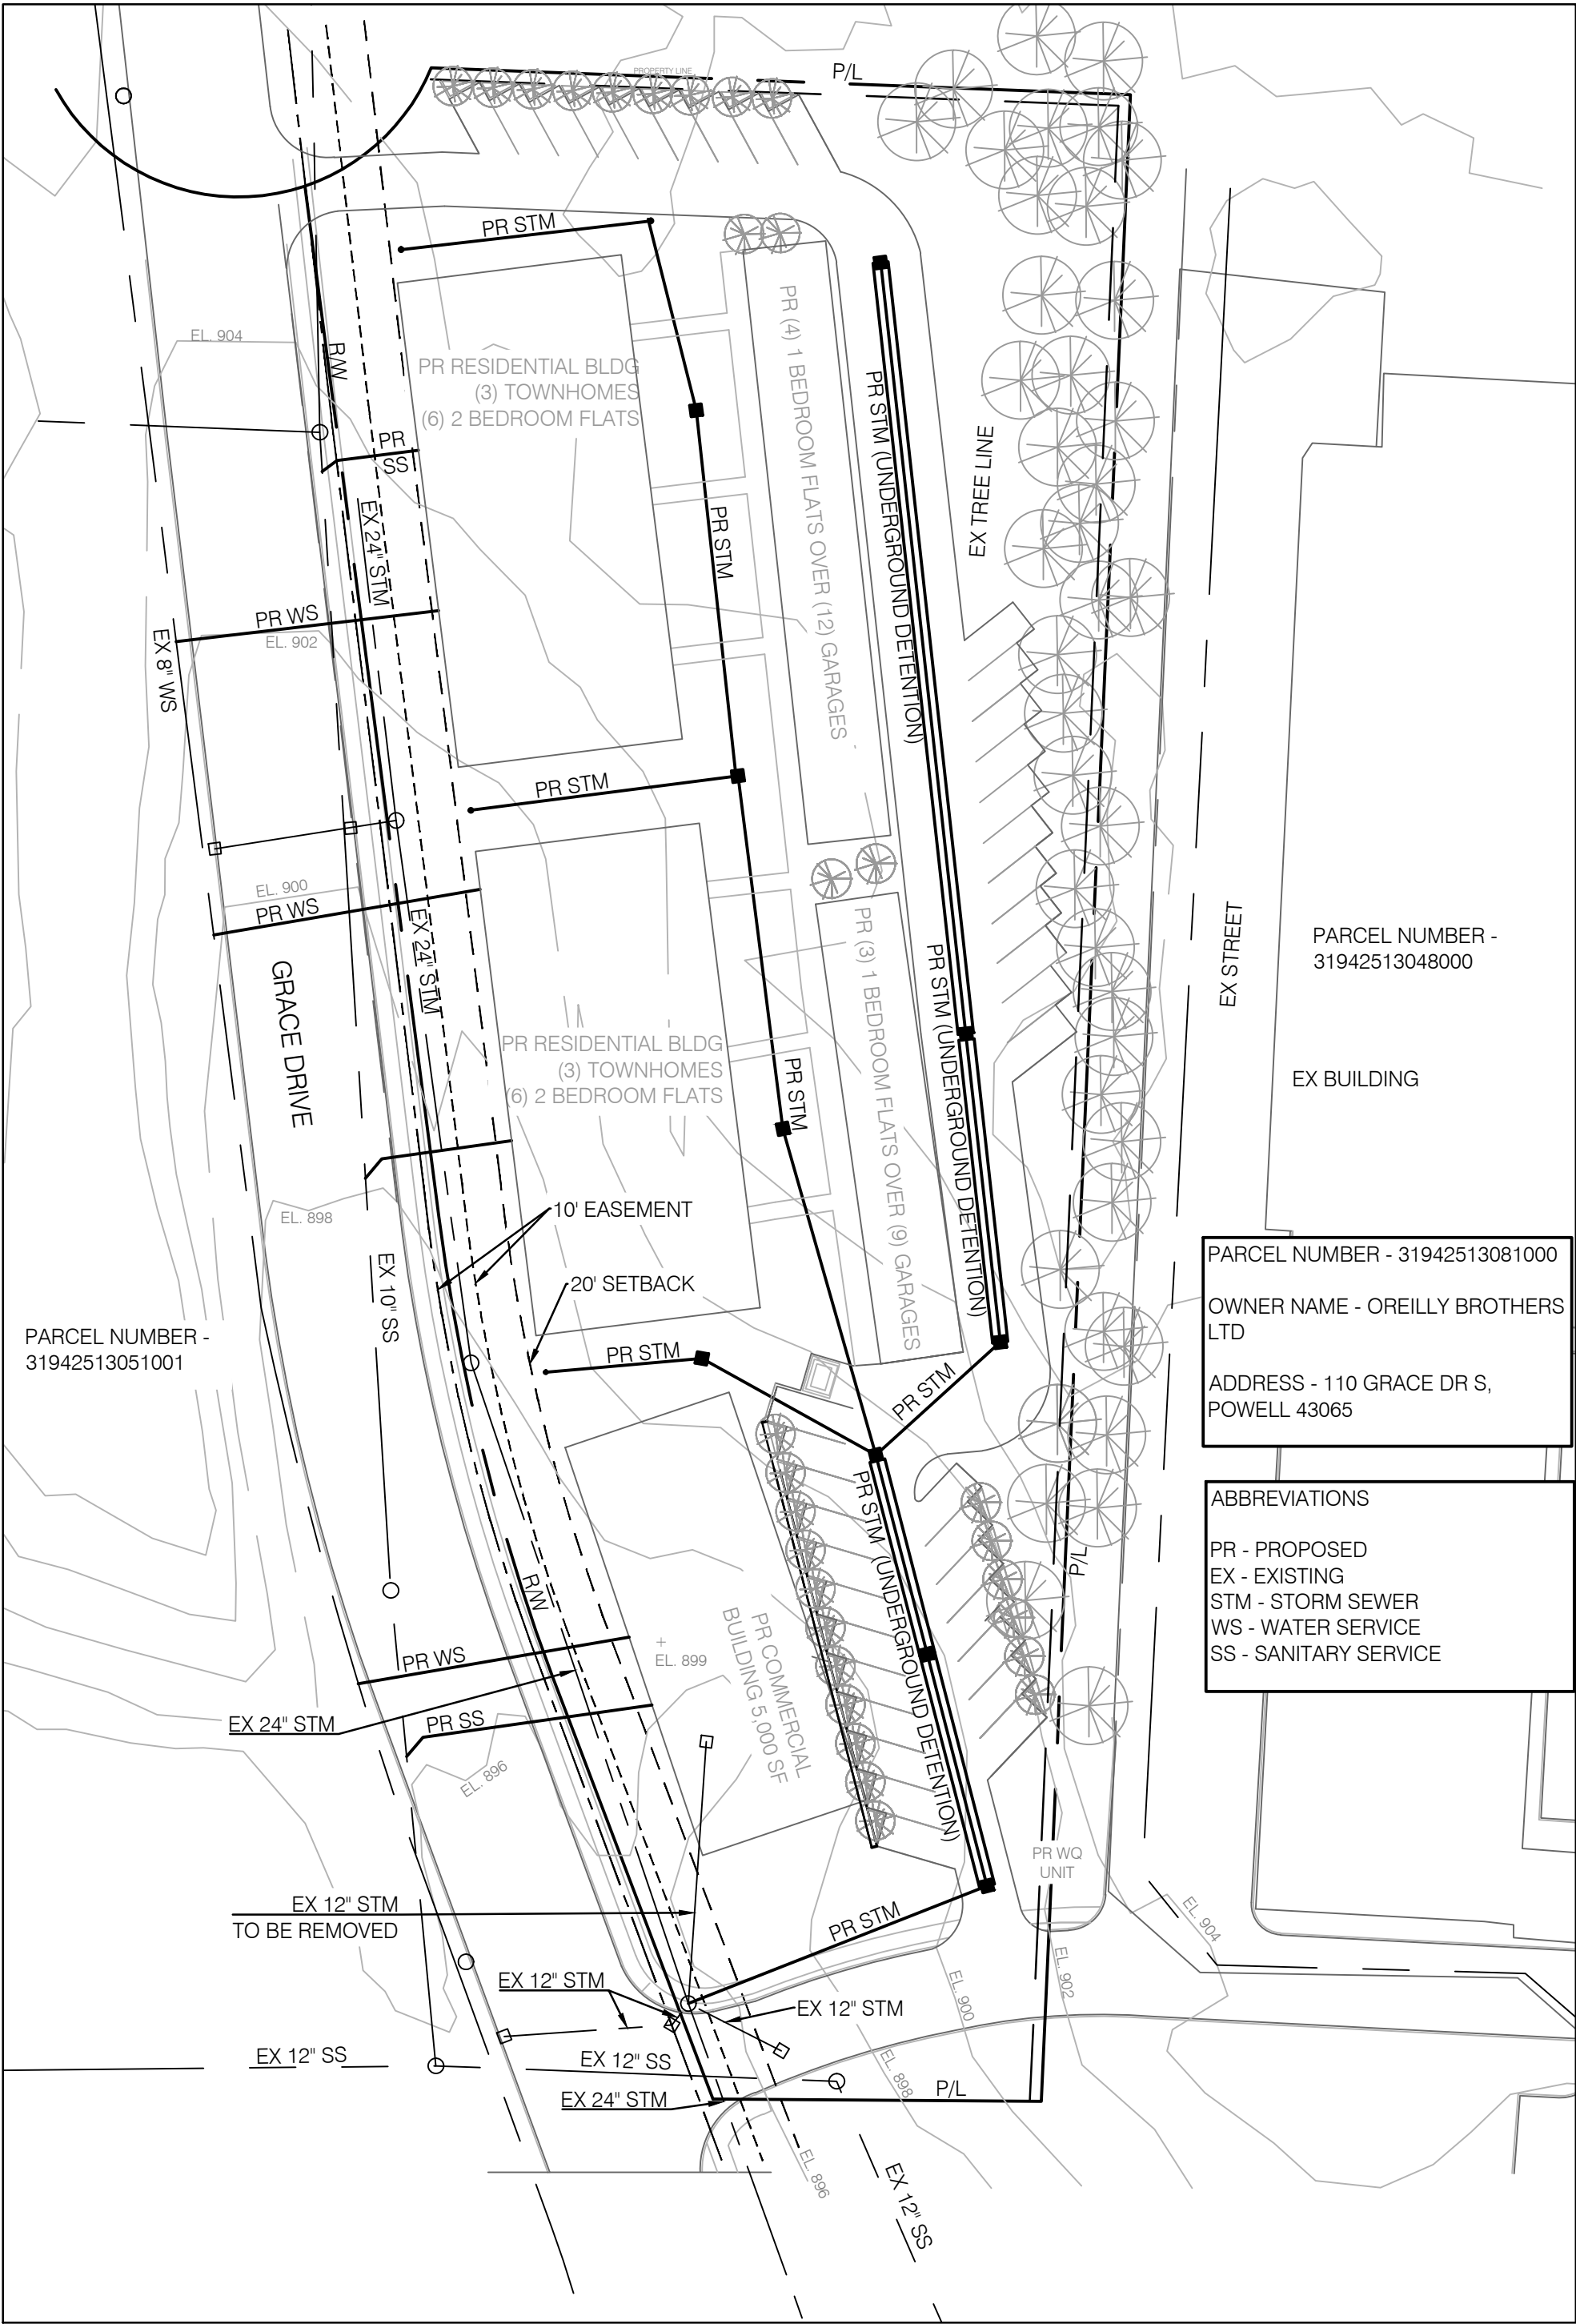 PROPERTY LINE
P/L
PR STM
EL. 904
R/W
PR RESIDENTIAL BLDG
(3) TOWNHOMES
(6) 2 BEDROOM FLATS
PR
SS
PR (4) 1 BEDROOM FLATS OVER (12) GARAGES
PR STM (UNDERGROUND DETENTION)
EX TREE LINE
EX 24" STM
PR STM
PR WS
EL. 902
EX 8" WS
PR STM
EL. 900
PR WS
EX 24" STM
GRACE DRIVE
PR (3) 1 BEDROOM FLATS OVER (9) GARAGES
PR STM (UNDERGROUND DETENTION)
EX STREET
PARCEL NUMBER -
31942513048000
PR RESIDENTIAL BLDG
(3) TOWNHOMES
(6) 2 BEDROOM FLATS
PR STM
EX BUILDING
10' EASEMENT
EL. 898
EX 10" SS
20' SETBACK
PARCEL NUMBER -
31942513051001
PR STM
PR STM
PARCEL NUMBER - 31942513081000
OWNER NAME - OREILLY BROTHERS
LTD
ADDRESS - 110 GRACE DR S,
POWELL 43065
ABBREVIATIONS
PR - PROPOSED
EX - EXISTING
STM - STORM SEWER
WS - WATER SERVICE
SS - SANITARY SERVICE
PR STM (UNDERGROUND DETENTION)
P/L
R/W
PR WS
EL. 899
PR COMMERCIAL
BUILDING 5,000 SF
EX 24" STM
PR SS
EL. 896
PR WQ
UNIT
EX 12" STM
TO BE REMOVED
PR STM
EL. 904
EX 12" STM
EX 12" STM
EL. 900
EL. 902
EX 12" SS
EX 12" SS
EL. 898
P/L
EX 24" STM
EL. 896
EX 12" SS